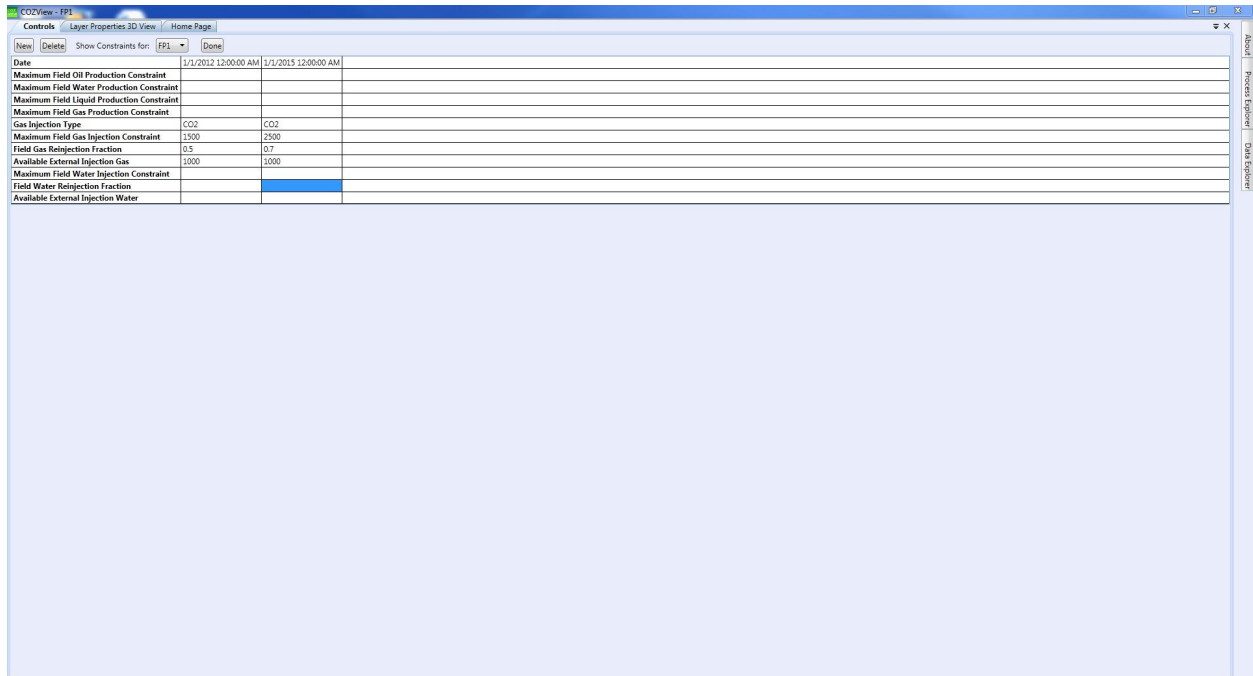 COZView - FP1
Controls Layer Properties 3D View Home Page
New Delete Show Constraints for: FP1 Done
Date 1/1/2012 12:00:00 AM 1/1/2015 12:00:00 AM
Maximum Field Oil Production Constraint
Maximum Field Water Production Constraint
Maximum Field Liquid Production Constraint
Maximum Field Gas Production Constraint
Gas Injection Type CO2 CO2
Maximum Field Gas Injection Constraint 1500 2500
Field Gas Reinjection Fraction 0.5 0.7
Available External Injection Gas 1000 1000
Maximum Field Water Injection Constraint
Field Water Reinjection Fraction
Available External Injection Water
About
Process Explorer
Data Explorer